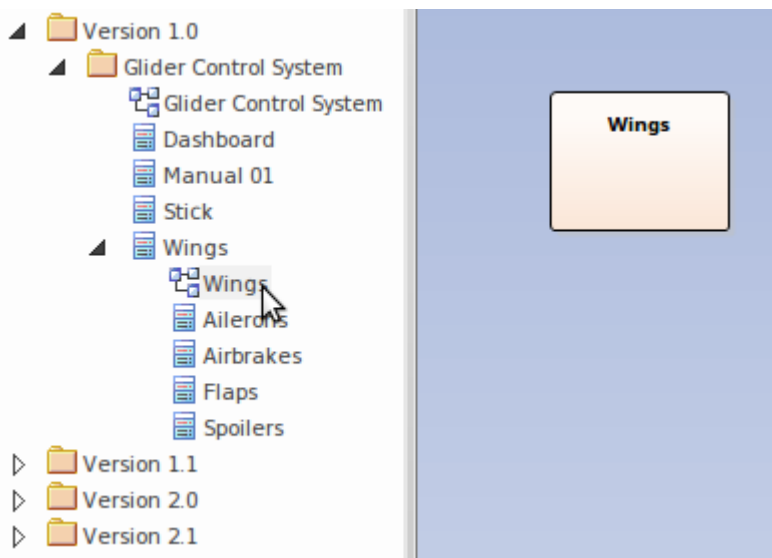 Version 1.0
Glider Control System
Glider Control System
Dashboard
Manual 01
Stick
Wings
Wings
Ailerons
Airbrakes
Flaps
Spoilers
Version 1.1
Version 2.0
Version 2.1
Wings